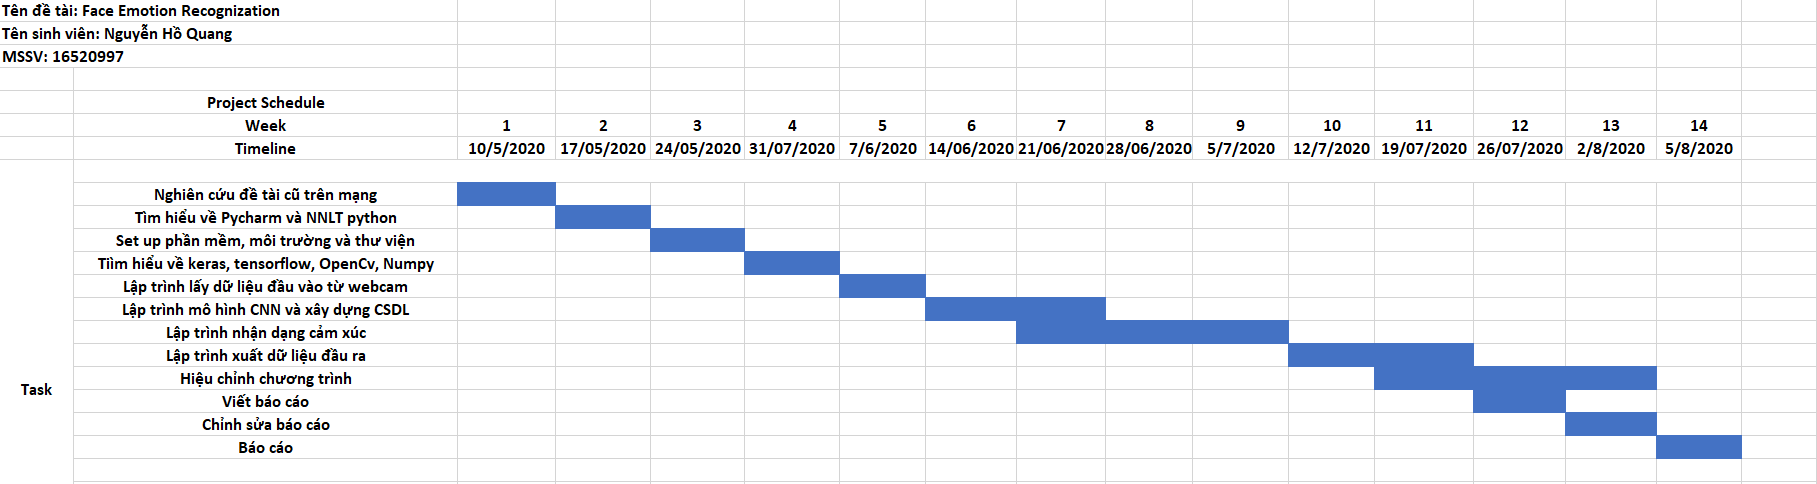 Tên đề tài: Face Emotion Recognization
Tên sinh viên: Nguyễn Hồ Quang
MSSV: 16520997
Project Schedule
Week 1 2 3 4 5 6 7 8 9 10 11 12 13 14
Timeline 10/5/2020 17/05/2020 24/05/2020 31/07/2020 7/6/2020 14/06/2020 21/06/2020 28/06/2020 5/7/2020 12/7/2020 19/07/2020 26/07/2020 2/8/2020 5/8/2020
Task
Nghiên cứu đề tài cũ trên mạng
Tìm hiểu về Pycharm và NNLT python
Set up phần mềm, môi trường và thư viện
Tiìm hiểu về keras, tensorflow, OpenCv, Numpy
Lập trình lấy dữ liệu đầu vào từ webcam
Lập trình mô hình CNN và xây dựng CSDL
Lập trình nhận dạng cảm xúc
Lập trình xuất dữ liệu đầu ra
Hiệu chỉnh chương trình
Viết báo cáo
Chỉnh sửa báo cáo
Báo cáo